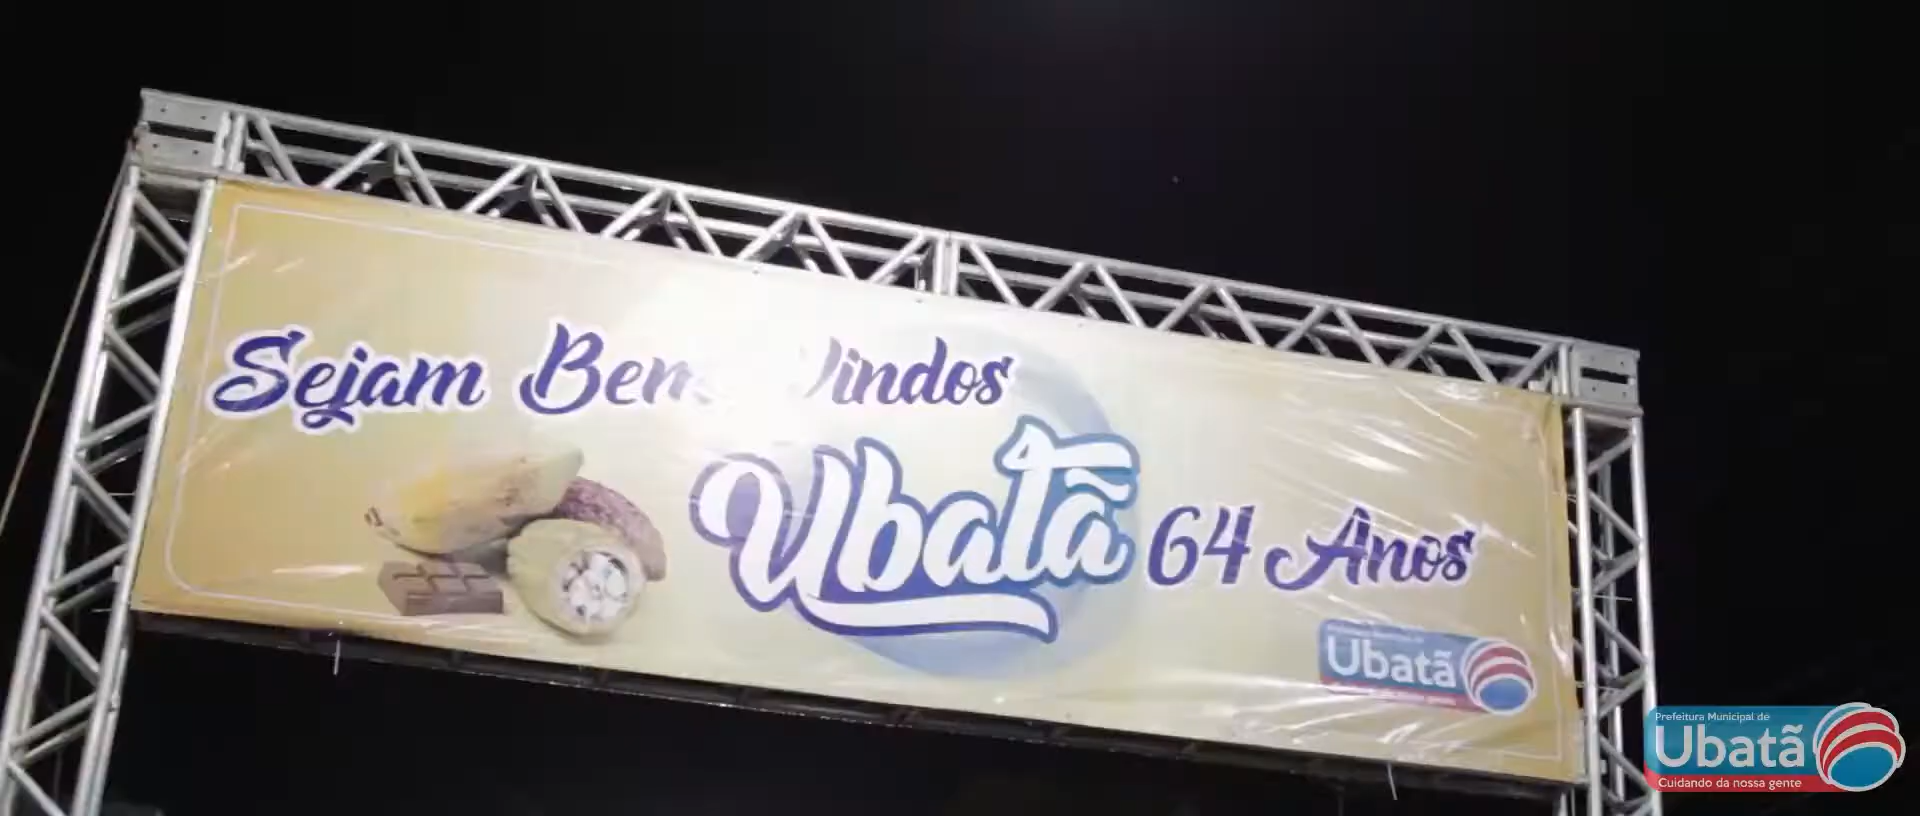 Sejam Bem Vindos
Ubatã 64 Anos
Ubatã
Prefeitura Municipal de
Ubatã
Cuidando da nossa gente